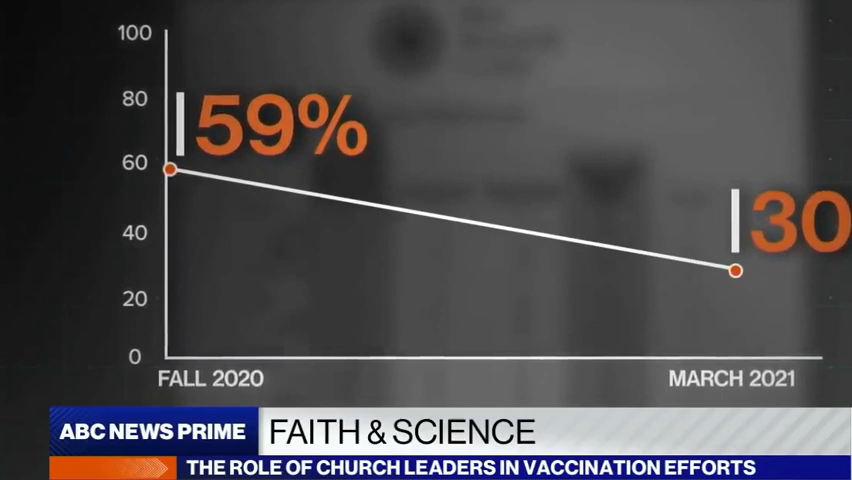 100
80
60
40
20
0
59%
30
FALL 2020
MARCH 2021
ABC NEWS PRIME
FAITH & SCIENCE
THE ROLE OF CHURCH LEADERS IN VACCINATION EFFORTS